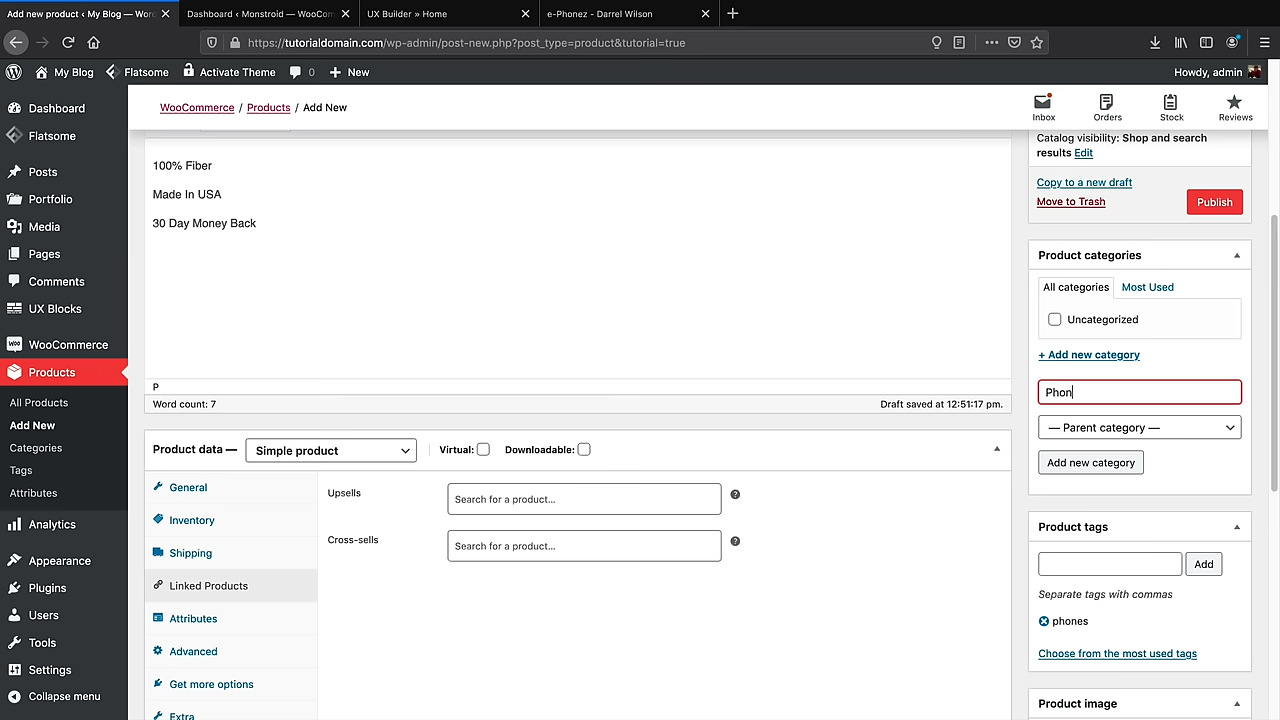 Add new product ‹ My Blog — Wor
Dashboard ‹ Monstroid — WooCom
UX Builder » Home
e-Phonez - Darrel Wilson
https://tutorialdomain.com/wp-admin/post-new.php?post_type=product&tutorial=true
My Blog
Flatsome
Activate Theme
0
New
Howdy, admin
Dashboard
Flatsome
Posts
Portfolio
Media
Pages
Comments
UX Blocks
WooCommerce
Products
All Products
Add New
Categories
Tags
Attributes
Analytics
Appearance
Plugins
Users
Tools
Settings
Collapse menu
WooCommerce / Products / Add New
Inbox
Orders
Stock
Reviews
100% Fiber
Made In USA
30 Day Money Back
P
Word count: 7
Draft saved at 12:51:17 pm.
Product data —
Simple product
Virtual:
Downloadable:
General
Inventory
Shipping
Linked Products
Attributes
Advanced
Get more options
Extra
Upsells
Search for a product...
Cross-sells
Search for a product...
Catalog visibility: Shop and search
results Edit
Copy to a new draft
Move to Trash
Publish
Product categories
All categories
Most Used
Uncategorized
+ Add new category
Phon
— Parent category —
Add new category
Product tags
Add
Separate tags with commas
phones
Choose from the most used tags
Product image